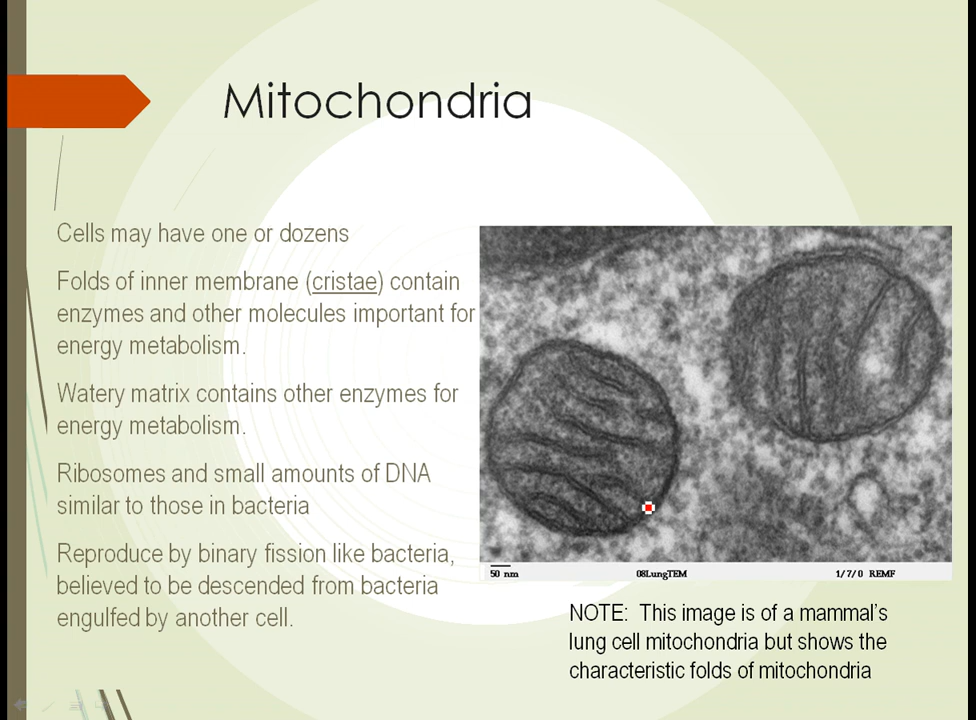 Mitochondria
Cells may have one or dozens
Folds of inner membrane (cristae) contain
enzymes and other molecules important for
energy metabolism.
Watery matrix contains other enzymes for
energy metabolism.
Ribosomes and small amounts of DNA
similar to those in bacteria
Reproduce by binary fission like bacteria,
believed to be descended from bacteria
engulfed by another cell.
50 nm 08LungTEM 1/7/0 REMF
NOTE: This image is of a mammal's
lung cell mitochondria but shows the
characteristic folds of mitochondria